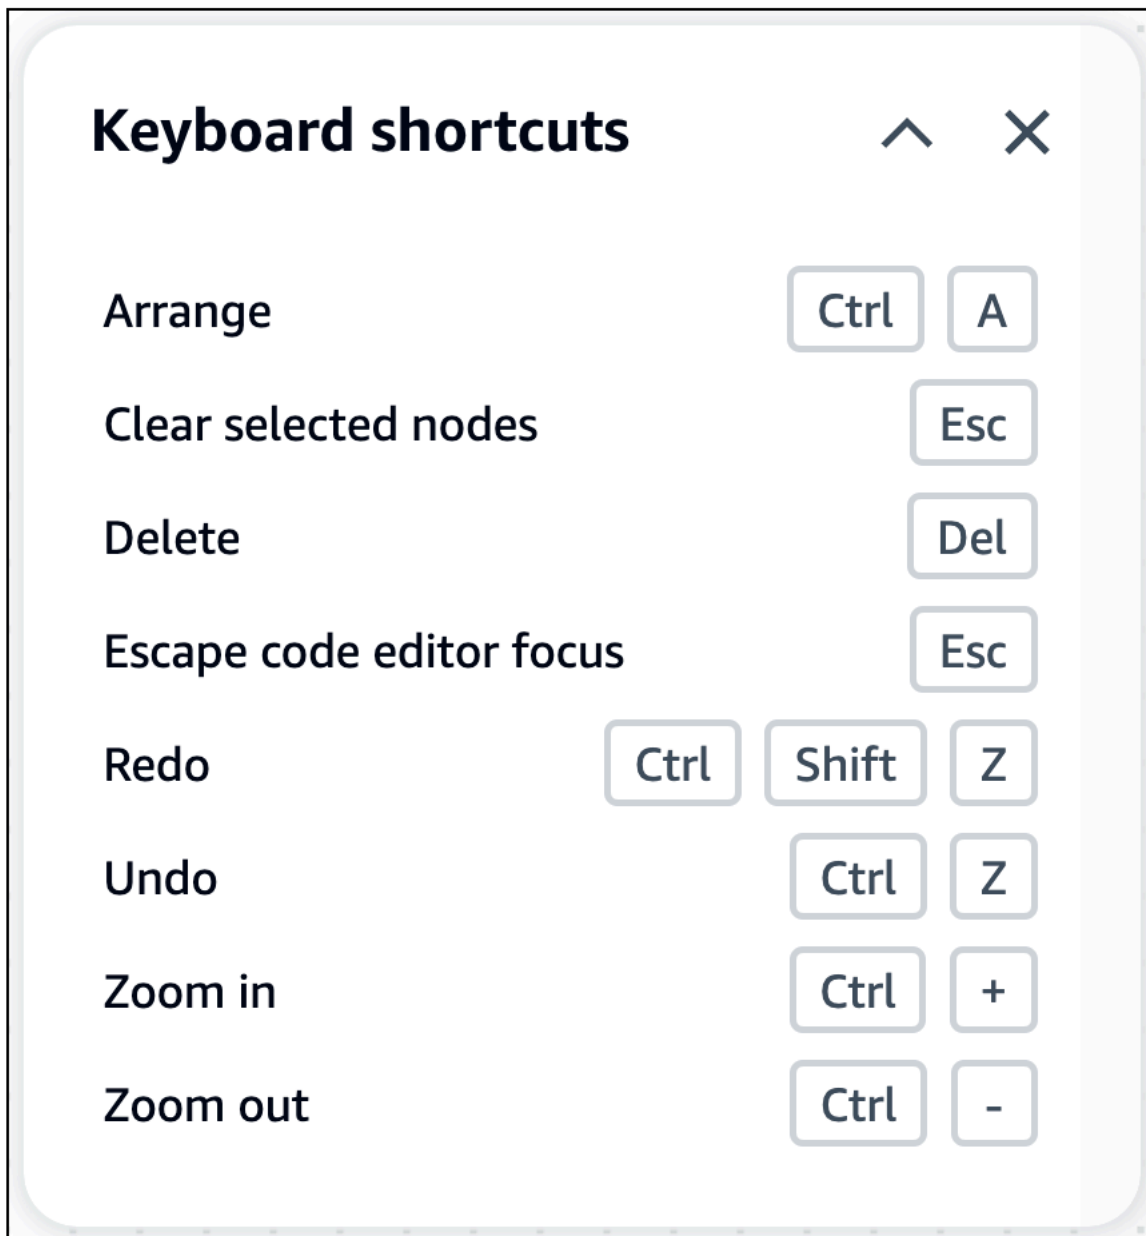 Keyboard shortcuts
Arrange Ctrl A
Clear selected nodes Esc
Delete Del
Escape code editor focus Esc
Redo Ctrl Shift Z
Undo Ctrl Z
Zoom in Ctrl +
Zoom out Ctrl -